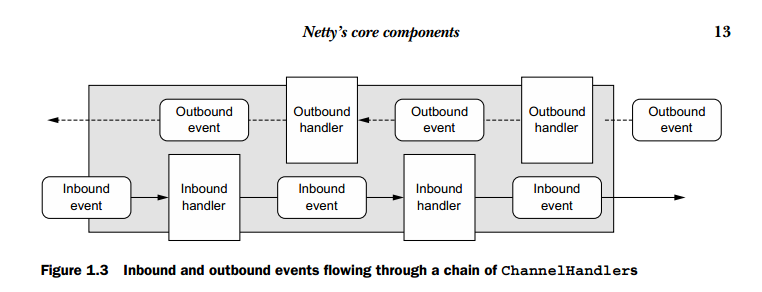 Netty's core components 13
Outbound
event
Outbound
handler
Outbound
event
Outbound
handler
Outbound
event
Inbound
event
Inbound
handler
Inbound
event
Inbound
handler
Inbound
event
Figure 1.3 Inbound and outbound events flowing through a chain of ChannelHandlers